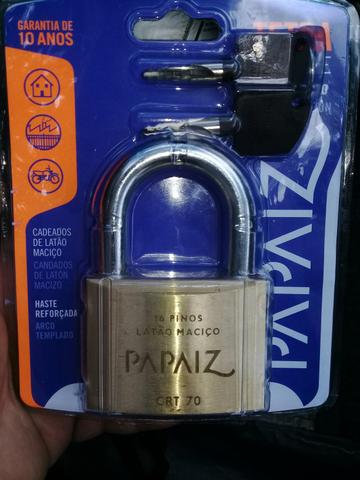 GARANTIA DE
10 ANOS
TETRA
CADEADOS
DE LATÃO
MACIÇO
CANDADOS
DE LATÓN
MACIZO
HASTE
REFORÇADA
ARCO
TEMPLADO
16 PINOS
LATÃO MACIÇO
PAPAIZ
CRT 70
PAPAIZ